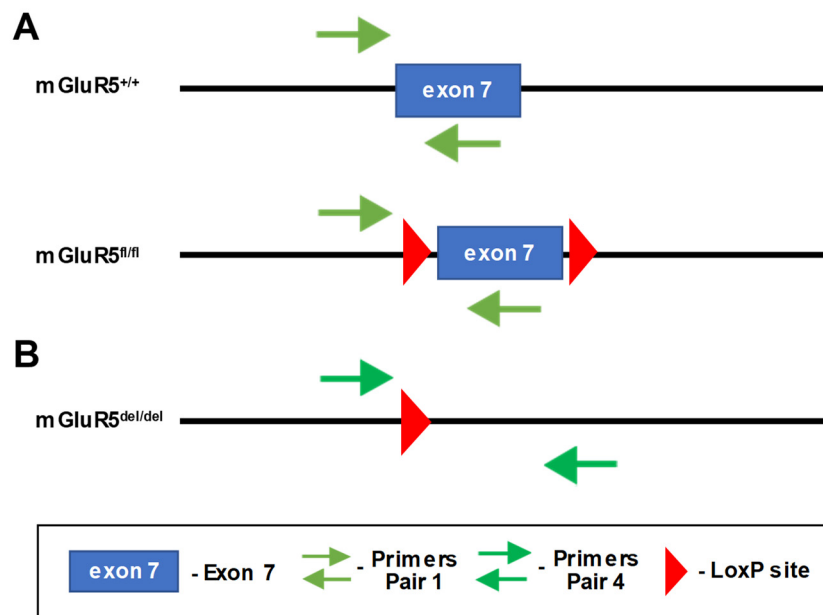 A
mGluR5+/+
exon 7
mGluR5fl/fl
exon 7
B
mGluR5del/del
exon 7 - Exon 7 - Primers Pair 1 - Primers Pair 4 - LoxP site